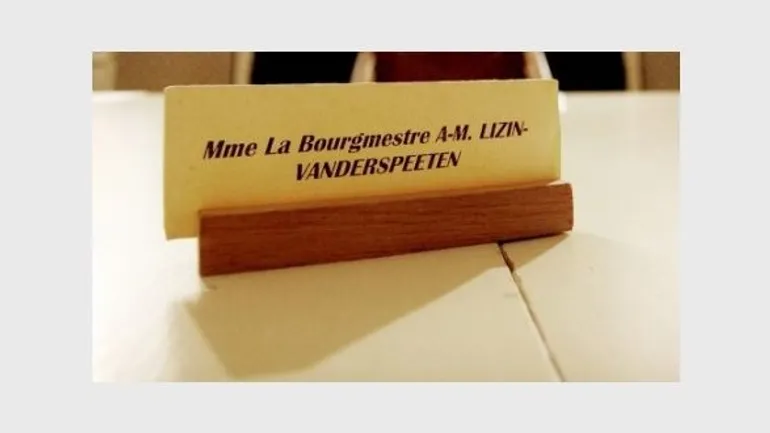 Mme La Bourgmestre A-M. LIZIN-
VANDERSPEETEN